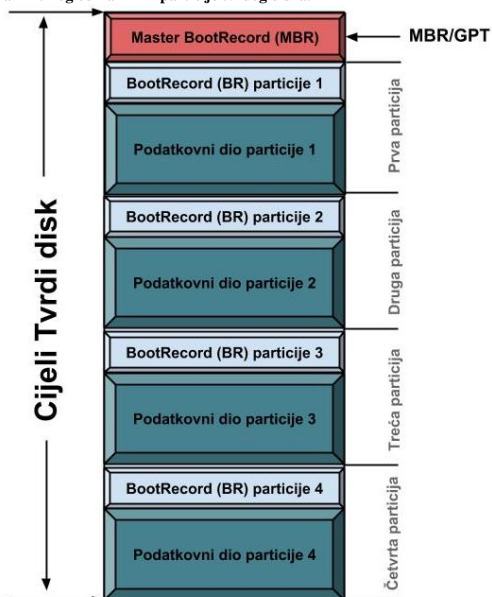 Master BootRecord (MBR)
MBR/GPT
BootRecord (BR) particije 1
Podatkovni dio particije 1
Prva particija
BootRecord (BR) particije 2
Podatkovni dio particije 2
Druga particija
BootRecord (BR) particije 3
Podatkovni dio particije 3
Treća particija
BootRecord (BR) particije 4
Podatkovni dio particije 4
Četvrta particija
Cijeli Tvrdi disk